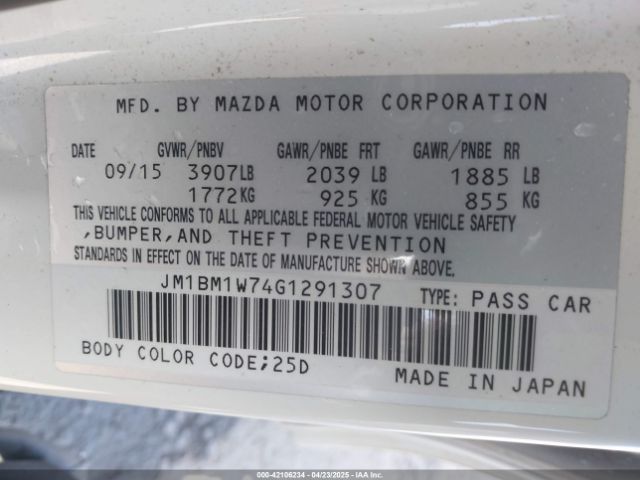 MFD. BY MAZDA MOTOR CORPORATION
DATE GVWR/PNBV GAWR/PNBE FRT GAWR/PNBE RR
09/15 3907LB 2039 LB 1885 LB
1772KG 925 KG 855 KG
THIS VEHICLE CONFORMS TO ALL APPLICABLE FEDERAL MOTOR VEHICLE SAFETY
,BUMPER,AND THEFT PREVENTION
STANDARDS IN EFFECT ON THE DATE OF MANUFACTURE SHOWN ABOVE.
JM1BM1W74G1291307 TYPE: PASS CAR
BODY COLOR CODE;25D
MADE IN JAPAN
000-42106234 - 04/23/2025 - IAAI.COM